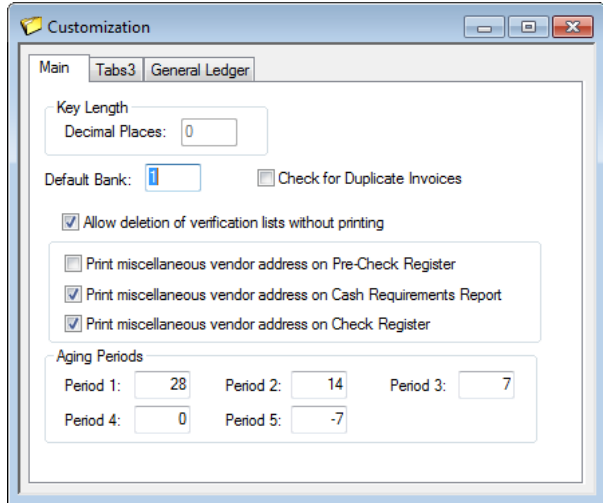 Customization
Main Tabs3 General Ledger
Key Length
Decimal Places: 0
Default Bank: 1 Check for Duplicate Invoices
Allow deletion of verification lists without printing
Print miscellaneous vendor address on Pre-Check Register
Print miscellaneous vendor address on Cash Requirements Report
Print miscellaneous vendor address on Check Register
Aging Periods
Period 1: 28 Period 2: 14 Period 3: 7
Period 4: 0 Period 5: -7